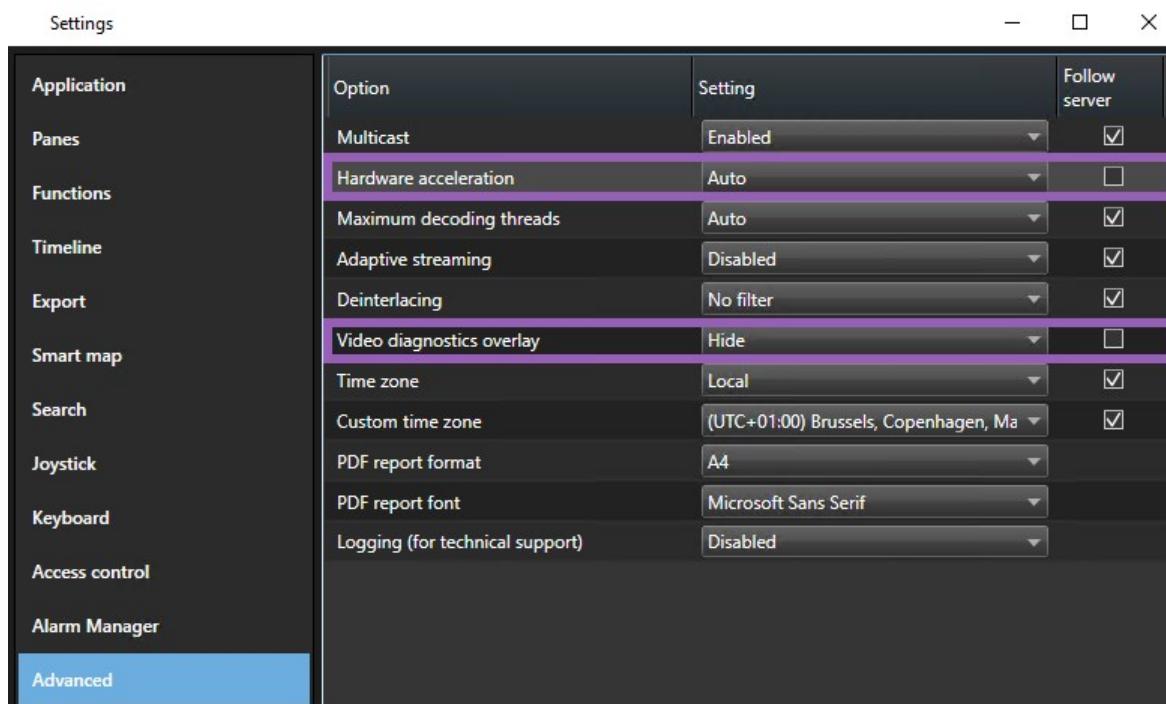 Settings
Application
Panes
Functions
Timeline
Export
Smart map
Search
Joystick
Keyboard
Access control
Alarm Manager
Advanced
Option Setting Follow server
Multicast Enabled
Hardware acceleration Auto
Maximum decoding threads Auto
Adaptive streaming Disabled
Deinterlacing No filter
Video diagnostics overlay Hide
Time zone Local
Custom time zone (UTC+01:00) Brussels, Copenhagen, Ma
PDF report format A4
PDF report font Microsoft Sans Serif
Logging (for technical support) Disabled